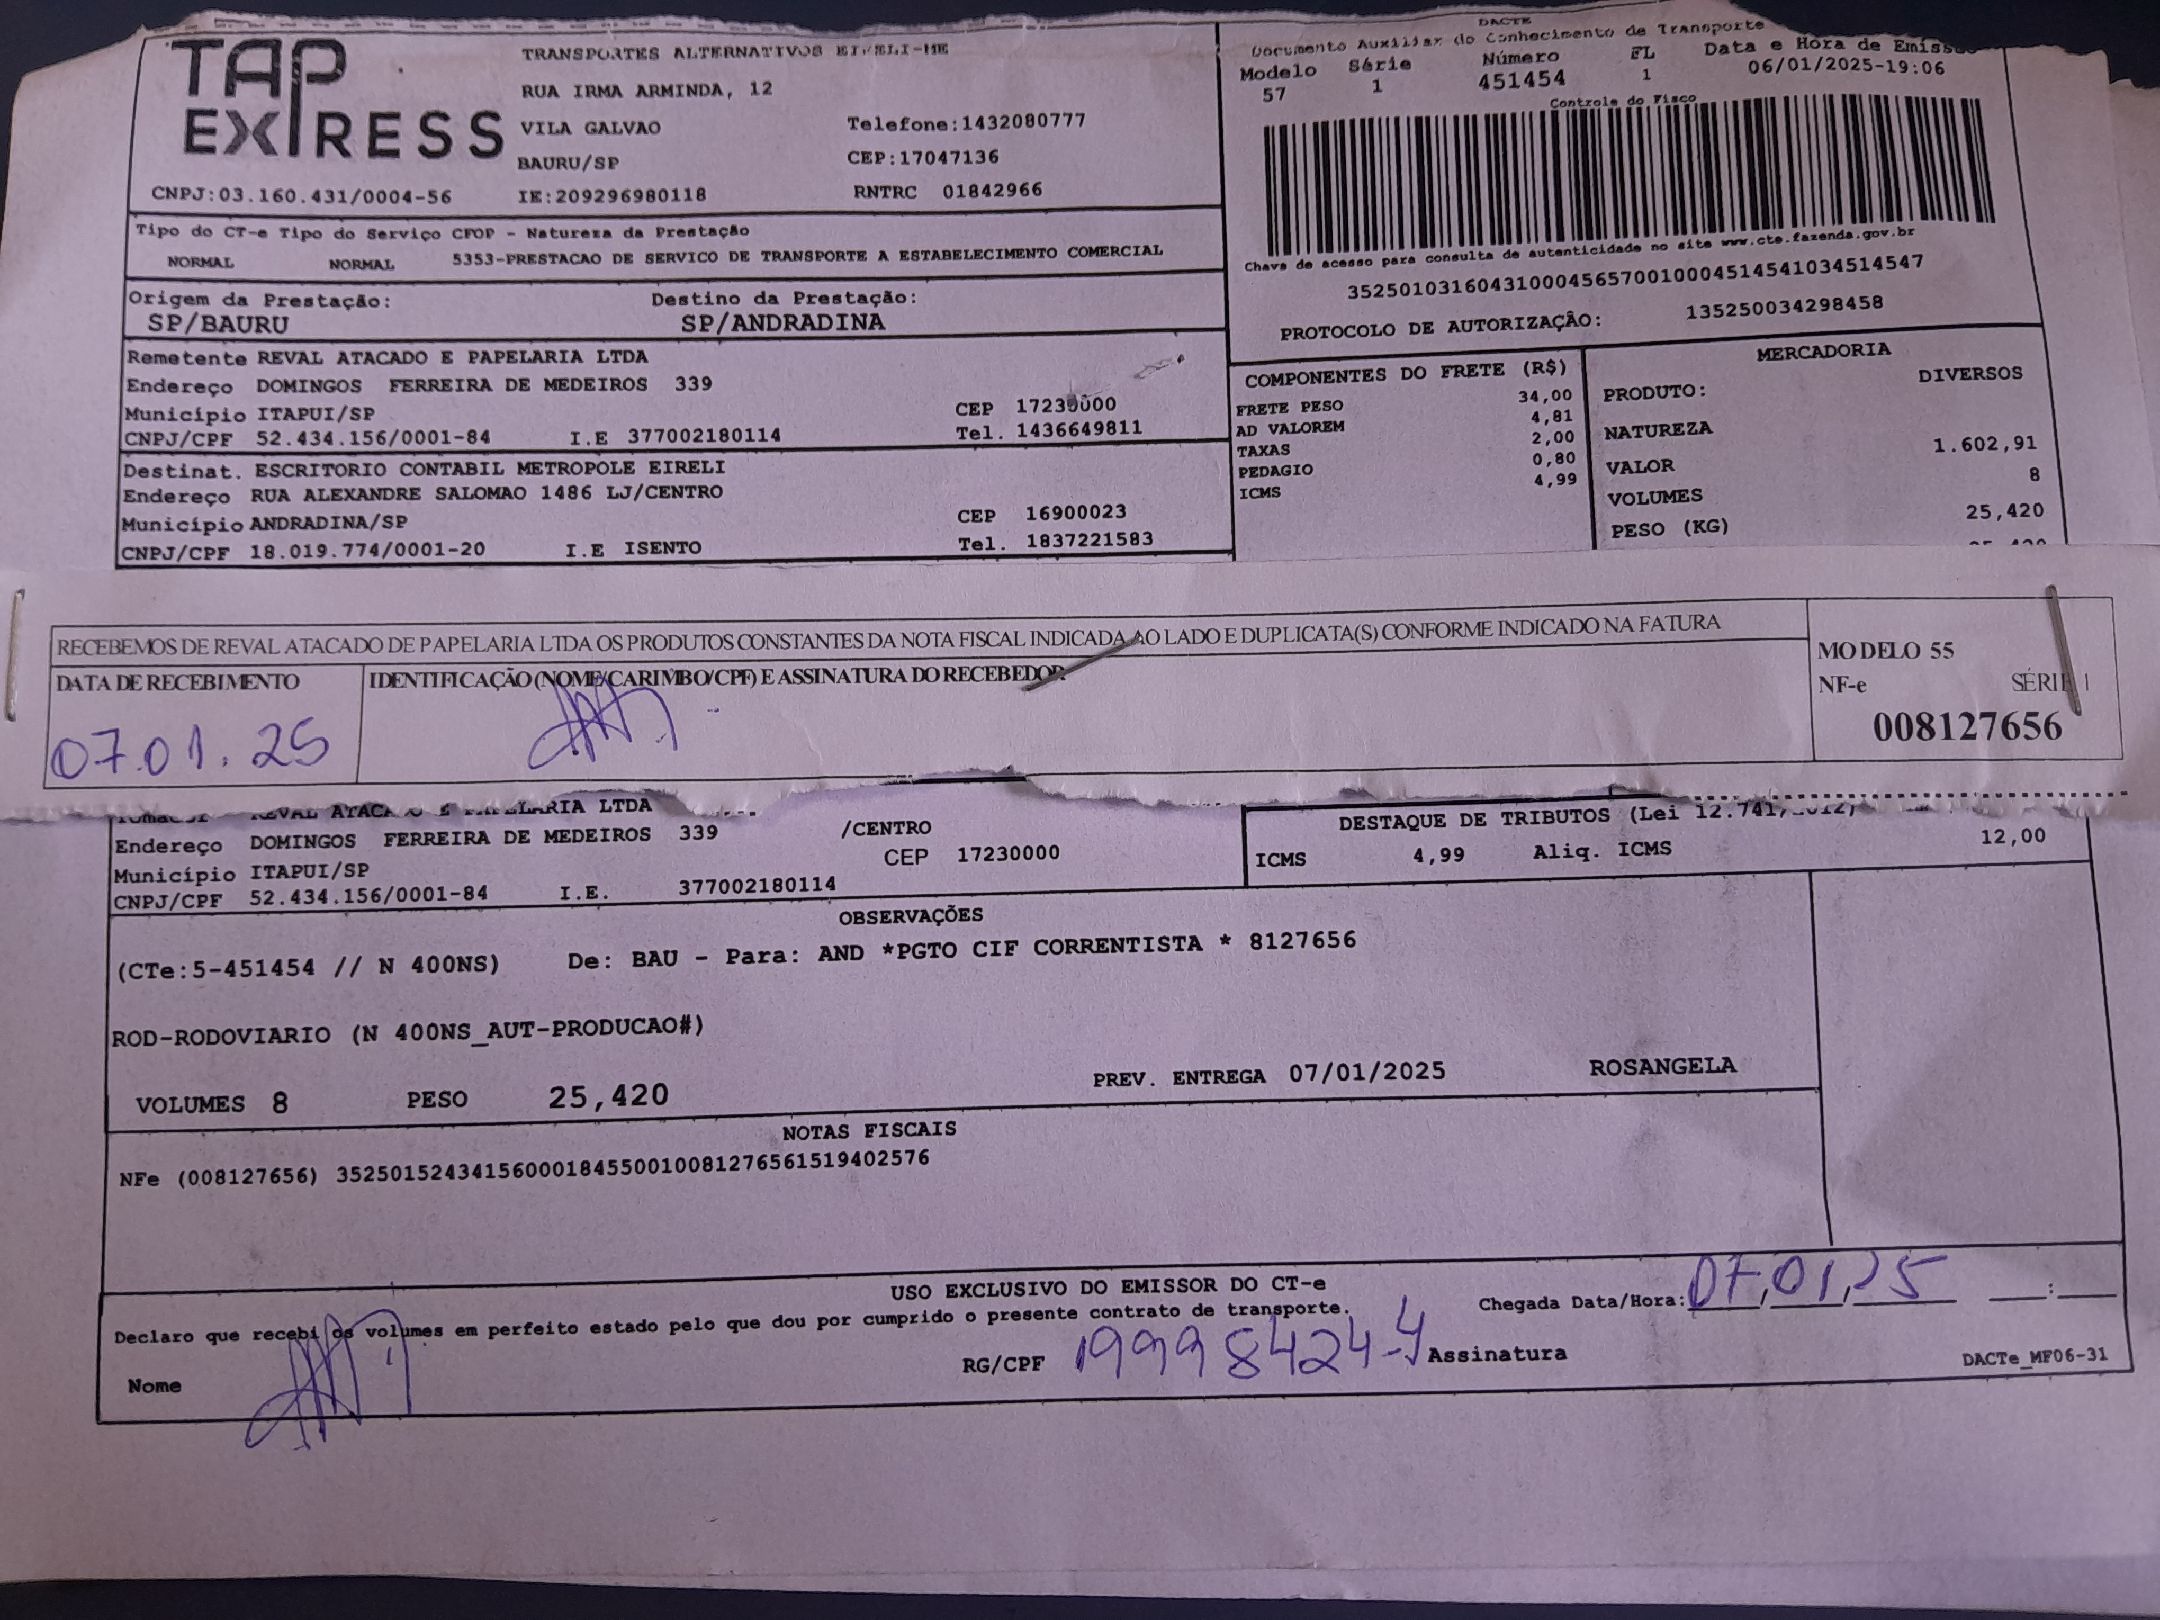 TAP EXPRESS
TRANSPORTES ALTERNATIVOS EIRELI-ME
RUA IRMA ARMINDA, 12
VILA GALVAO Telefone:1432080777
BAURU/SP CEP:17047136
CNPJ:03.160.431/0004-56 IE:209296980118 RNTRC 01842966
DACTE
Documento Auxiliar do Conhecimento de Transporte
Modelo Série Número FL Data e Hora de Emiss
57 1 451454 1 06/01/2025-19:06
Controle do Fisco
Chave de acesso para consulta de autenticidade no site www.cte.fazenda.gov.br
35250103160431000456570010004514541034514547
PROTOCOLO DE AUTORIZAÇÃO: 135250034298458
Tipo do CT-e Tipo do Serviço CFOP - Natureza da Prestação
NORMAL NORMAL 5353-PRESTACAO DE SERVICO DE TRANSPORTE A ESTABELECIMENTO COMERCIAL
Origem da Prestação: Destino da Prestação:
SP/BAURU SP/ANDRADINA
Remetente REVAL ATACADO E PAPELARIA LTDA
Endereço DOMINGOS FERREIRA DE MEDEIROS 339
Município ITAPUI/SP CEP 17230000
CNPJ/CPF 52.434.156/0001-84 I.E 377002180114 Tel. 1436649811
Destinat. ESCRITORIO CONTABIL METROPOLE EIRELI
Endereço RUA ALEXANDRE SALOMAO 1486 LJ/CENTRO
Município ANDRADINA/SP CEP 16900023
CNPJ/CPF 18.019.774/0001-20 I.E ISENTO Tel. 1837221583
COMPONENTES DO FRETE (R$)
FRETE PESO 34,00
AD VALOREM 4,81
TAXAS 2,00
PEDAGIO 0,80
ICMS 4,99
MERCADORIA
PRODUTO: DIVERSOS
NATUREZA
VALOR 1.602,91
VOLUMES 8
PESO (KG) 25,420
RECEBEMOS DE REVAL ATACADO DE PAPELARIA LTDA OS PRODUTOS CONSTANTES DA NOTA FISCAL INDICADA AO LADO E DUPLICATA(S) CONFORME INDICADO NA FATURA
DATA DE RECEBIMENTO IDENTIFICAÇÃO (NOME/CARIMBO/CPF) E ASSINATURA DO RECEBEDOR
07.01.25
MODELO 55
NF-e SÉRIE 1
008127656
REVAL ATACADO E PAPELARIA LTDA
Endereço DOMINGOS FERREIRA DE MEDEIROS 339 /CENTRO
Município ITAPUI/SP CEP 17230000
CNPJ/CPF 52.434.156/0001-84 I.E. 377002180114
DESTAQUE DE TRIBUTOS (Lei 12.741/2012)
ICMS 4,99 Aliq. ICMS 12,00
OBSERVAÇÕES
(CTe:5-451454 // N 400NS) De: BAU - Para: AND *PGTO CIF CORRENTISTA * 8127656
ROD-RODOVIARIO (N 400NS_AUT-PRODUCAO#)
VOLUMES 8 PESO 25,420 PREV. ENTREGA 07/01/2025 ROSANGELA
NOTAS FISCAIS
NFe (008127656) 35250152434156000184550010081276561519402576
USO EXCLUSIVO DO EMISSOR DO CT-e
Declaro que recebi os volumes em perfeito estado pelo que dou por cumprido o presente contrato de transporte. Chegada Data/Hora: 07,01,25 :
Nome RG/CPF 19998424-4 Assinatura DACTe_MF06-31